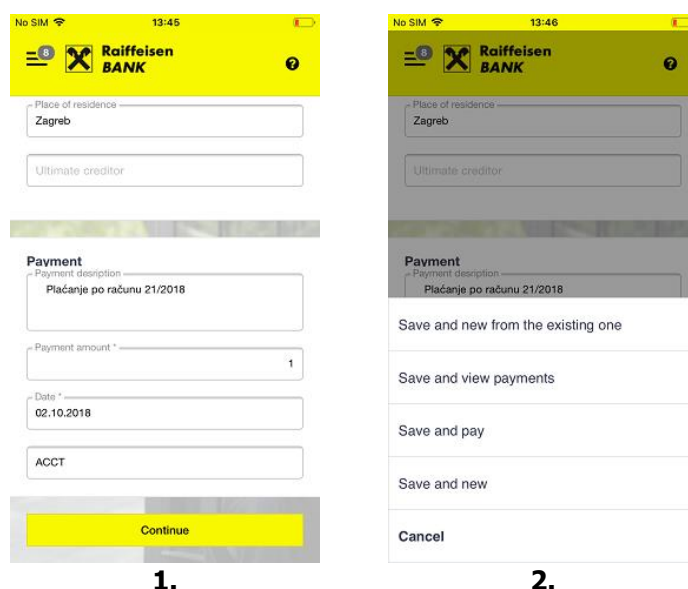 No SIM 13:45
8 Raiffeisen
BANK
?
Place of residence
Zagreb
Ultimate creditor
Payment
Payment desription
Plaćanje po računu 21/2018
Payment amount *
1
Date *
02.10.2018
ACCT
Continue
1.
No SIM 13:46
8 Raiffeisen
BANK
?
Place of residence
Zagreb
Ultimate creditor
Payment
Payment desription
Plaćanje po računu 21/2018
Save and new from the existing one
Save and view payments
Save and pay
Save and new
Cancel
2.